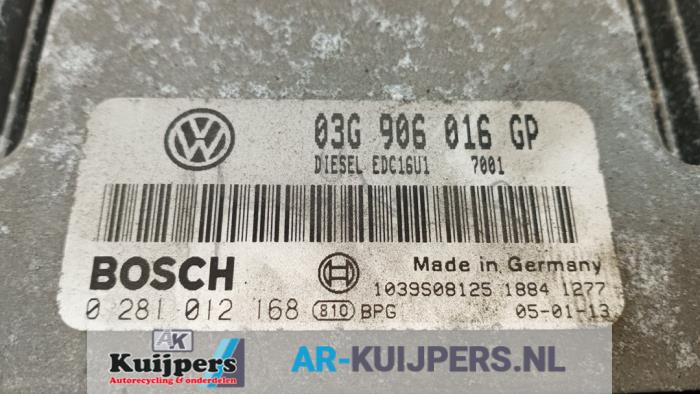 03G 906 016 GP
DIESEL EDC16U1 7001
BOSCH
Made in Germany
1039S08125 1884 1277
0 281 012 168 810 BPG 05-01-13
AK
Kuijpers
Autorecycling & onderdelen
AR-KUIJPERS.NL